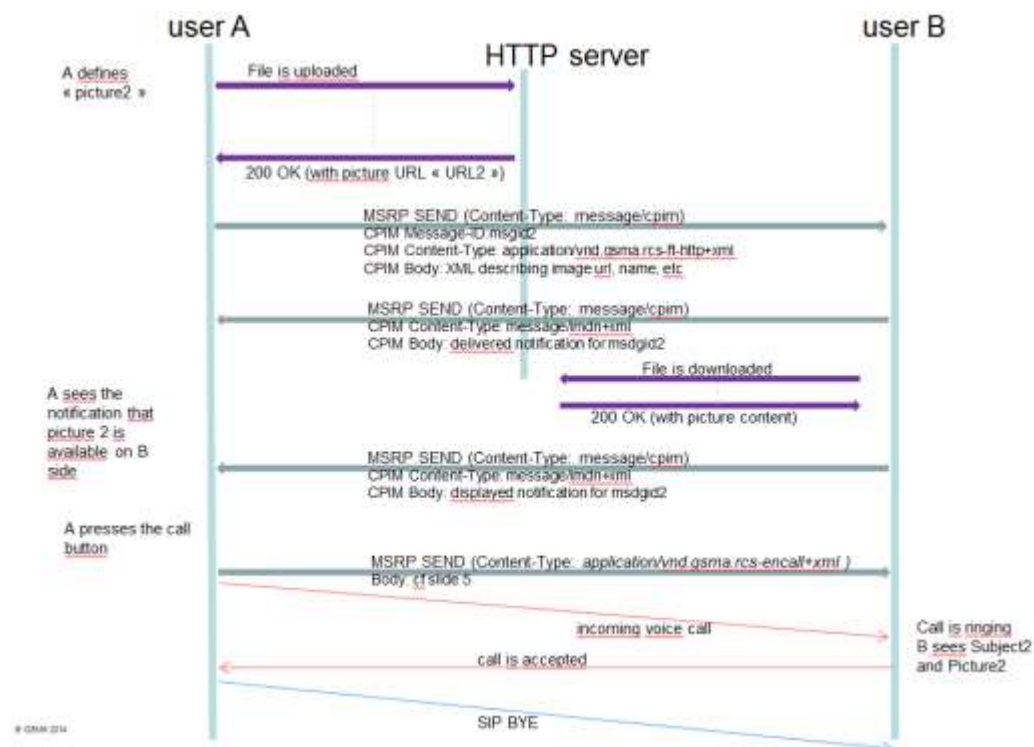 user A
user B
HTTP server
A defines
« picture2 »
File is uploaded
200 OK (with picture URL « URL2 »)
MSRP SEND (Content-Type: message/cpim)
CPIM Message-ID msgid2
CPIM Content-Type: application/vnd.gsma.rcs-ft-http+xml
CPIM Body: XML describing image url, name, etc
MSRP SEND (Content-Type: message/cpim)
CPIM Content-Type: message/imdn+xml
CPIM Body: delivered notification for msdgid2
File is downloaded
200 OK (with picture content)
A sees the
notification that
picture 2 is
available on B
side
MSRP SEND (Content-Type: message/cpim)
CPIM Content-Type: message/imdn+xml
CPIM Body: displayed notification for msdgid2
A presses the call
button
MSRP SEND (Content-Type: application/vnd.gsma.rcs-encall+xml )
Body: cf slide 5
incoming voice call
Call is ringing
B sees Subject2
and Picture2
call is accepted
SIP BYE
© GSMA 2014